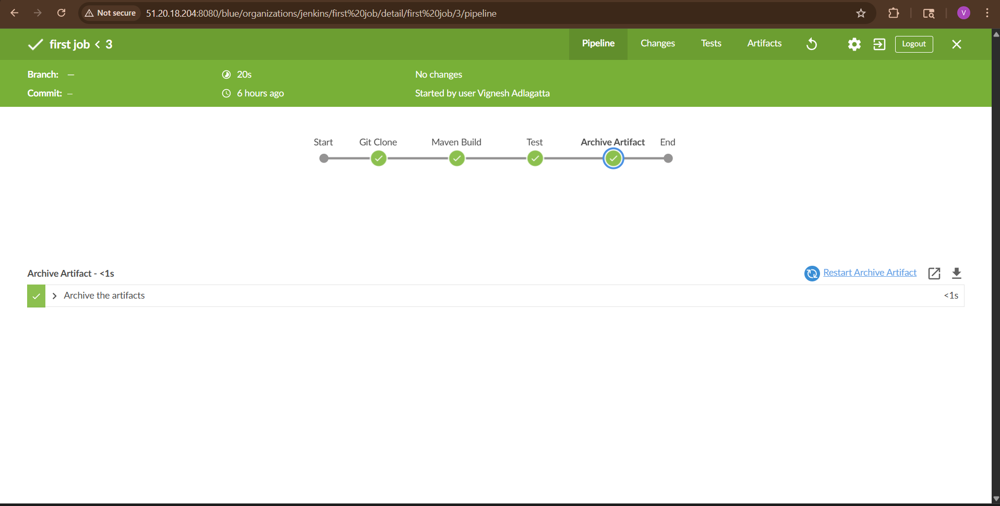 Not secure 51.20.18.204:8080/blue/organizations/jenkins/first%20job/detail/first%20job/3/pipeline V
first job < 3 Pipeline Changes Tests Artifacts Logout
Branch: — 20s No changes
Commit: – 6 hours ago Started by user Vignesh Adlagatta
Start Git Clone Maven Build Test Archive Artifact End
Archive Artifact - <1s Restart Archive Artifact
Archive the artifacts <1s